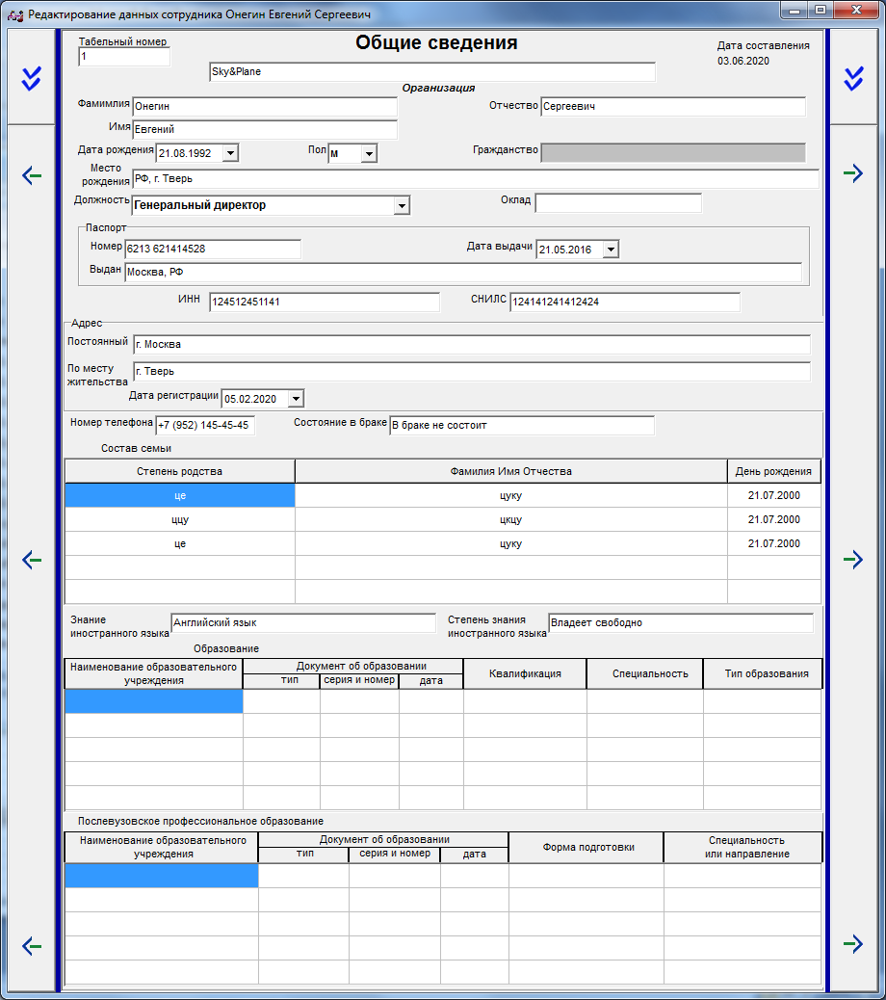 Редактирование данных сотрудника Онегин Евгений Сергеевич
Табельный номер
1
Общие сведения
Дата составления
03.06.2020
Sky&Plane
Организация
Фамимлия Онегин Отчество Сергеевич
Имя Евгений
Дата рождения 21.08.1992 Пол м Гражданство
Место
рождения РФ, г. Тверь
Должность Генеральный директор Оклад
Паспорт
Номер 6213 621414528 Дата выдачи 21.05.2016
Выдан Москва, РФ
ИНН 124512451141 СНИЛС 124141241412424
Адрес
Постоянный г. Москва
По месту
жительства г. Тверь
Дата регистрации 05.02.2020
Номер телефона +7 (952) 145-45-45 Состояние в браке В браке не состоит
Состав семьи
Степень родства Фамилия Имя Отчества День рождения
це цуку 21.07.2000
ццу цкцу 21.07.2000
це цуку 21.07.2000
Знание
иностранного языка Английский язык
Степень знания
иностранного языка Владеет свободно
Образование
Наименование образовательного
учреждения
Документ об образовании
тип серия и номер дата
Квалификация Специальность Тип образования
Послевузовское профессиональное образование
Наименование образовательного
учреждения
Документ об образовании
тип серия и номер дата
Форма подготовки
Специальность
или направление